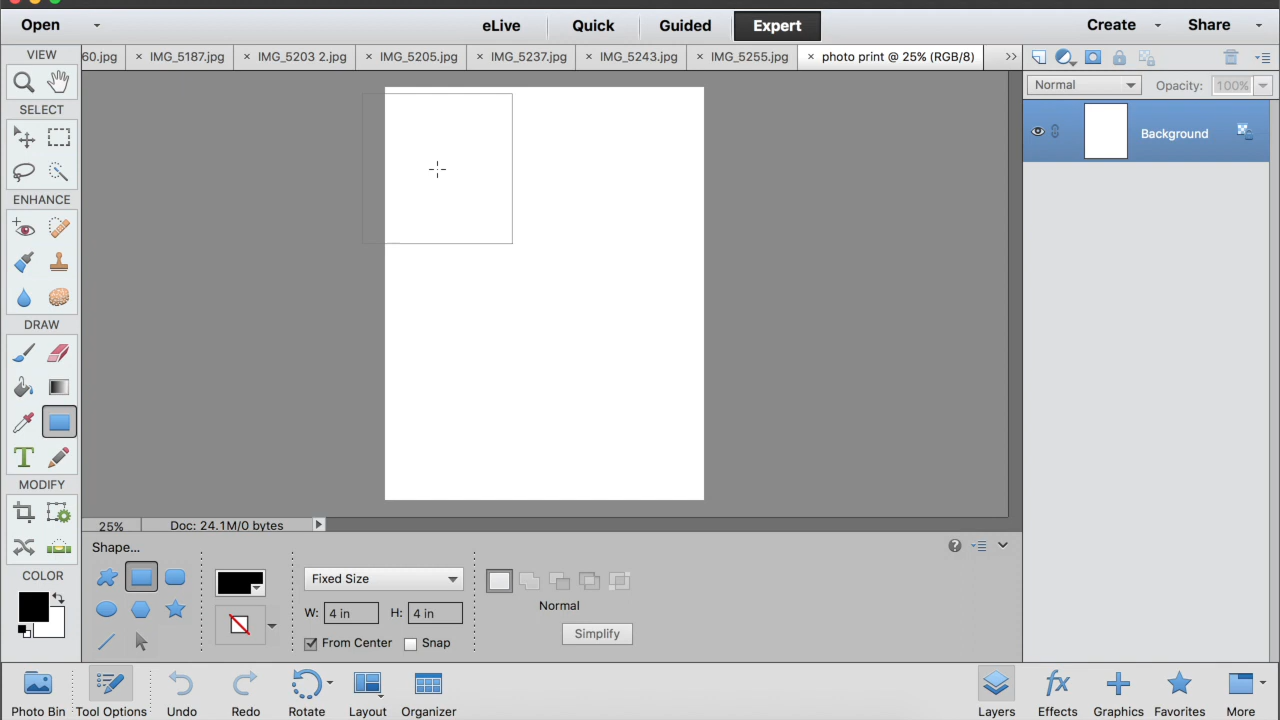 Open
eLive
Quick
Guided
Expert
Create
Share
VIEW
60.jpg
× IMG_5187.jpg
× IMG_5203 2.jpg
× IMG_5205.jpg
× IMG_5237.jpg
× IMG_5243.jpg
× IMG_5255.jpg
× photo print @ 25% (RGB/8)
>>
Normal
Opacity: 100%
SELECT
Background
ENHANCE
DRAW
T
MODIFY
25%
Doc: 24.1M/0 bytes
Shape...
COLOR
Fixed Size
W: 4 in
H: 4 in
Normal
From Center
Snap
Simplify
Photo Bin
Tool Options
Undo
Redo
Rotate
Layout
Organizer
Layers
fx
Effects
Graphics
Favorites
More